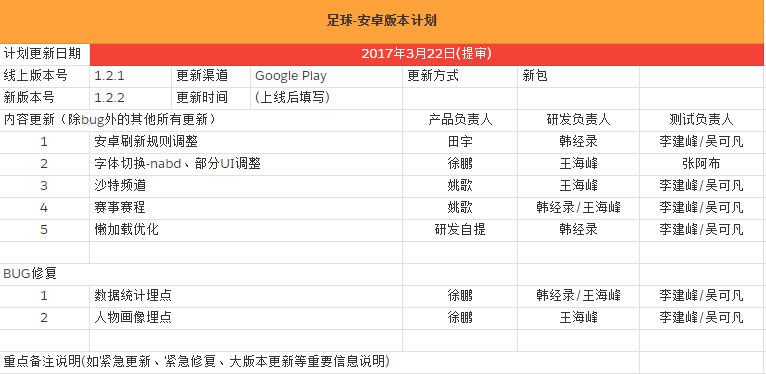 足球-安卓版本计划
计划更新日期 2017年3月22日(提审)
线上版本号 1.2.1 更新渠道 Google Play 更新方式 新包
新版本号 1.2.2 更新时间 (上线后填写)
内容更新（除bug外的其他所有更新） 产品负责人 研发负责人 测试负责人
1 安卓刷新规则调整 田宇 韩经录 李建峰/吴可凡
2 字体切换-nabd、部分UI调整 徐鹏 王海峰 张阿布
3 沙特频道 姚歌 王海峰 李建峰/吴可凡
4 赛事赛程 姚歌 韩经录/王海峰 李建峰/吴可凡
5 懒加载优化 研发自提 韩经录 李建峰/吴可凡
BUG修复
1 数据统计埋点 徐鹏 韩经录/王海峰 李建峰/吴可凡
2 人物画像埋点 徐鹏 王海峰 李建峰/吴可凡
重点备注说明(如紧急更新、紧急修复、大版本更新等重要信息说明)